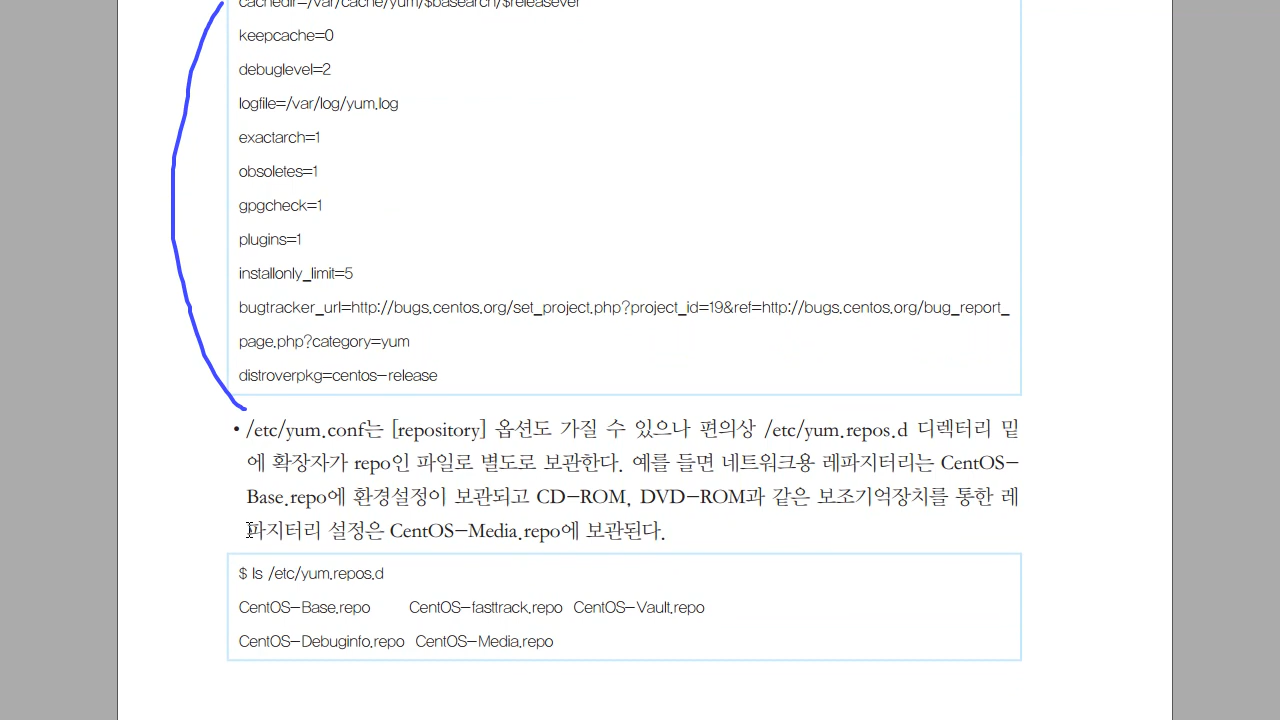 cachedir=/var/cache/yum/$basearch/$releasever
keepcache=0
debuglevel=2
logfile=/var/log/yum.log
exactarch=1
obsoletes=1
gpgcheck=1
plugins=1
installonly_limit=5
bugtracker_url=http://bugs.centos.org/set_project.php?project_id=19&ref=http://bugs.centos.org/bug_report_
page.php?category=yum
distroverpkg=centos-release
• /etc/yum.conf는 [repository] 옵션도 가질 수 있으나 편의상 /etc/yum.repos.d 디렉터리 밑
에 확장자가 repo인 파일로 별도로 보관한다. 예를 들면 네트워크용 레파지터리는 CentOS-
Base.repo에 환경설정이 보관되고 CD-ROM, DVD-ROM과 같은 보조기억장치를 통한 레
파지터리 설정은 CentOS-Media.repo에 보관된다.
$ ls /etc/yum.repos.d
CentOS-Base.repo CentOS-fasttrack.repo CentOS-Vault.repo
CentOS-Debuginfo.repo CentOS-Media.repo